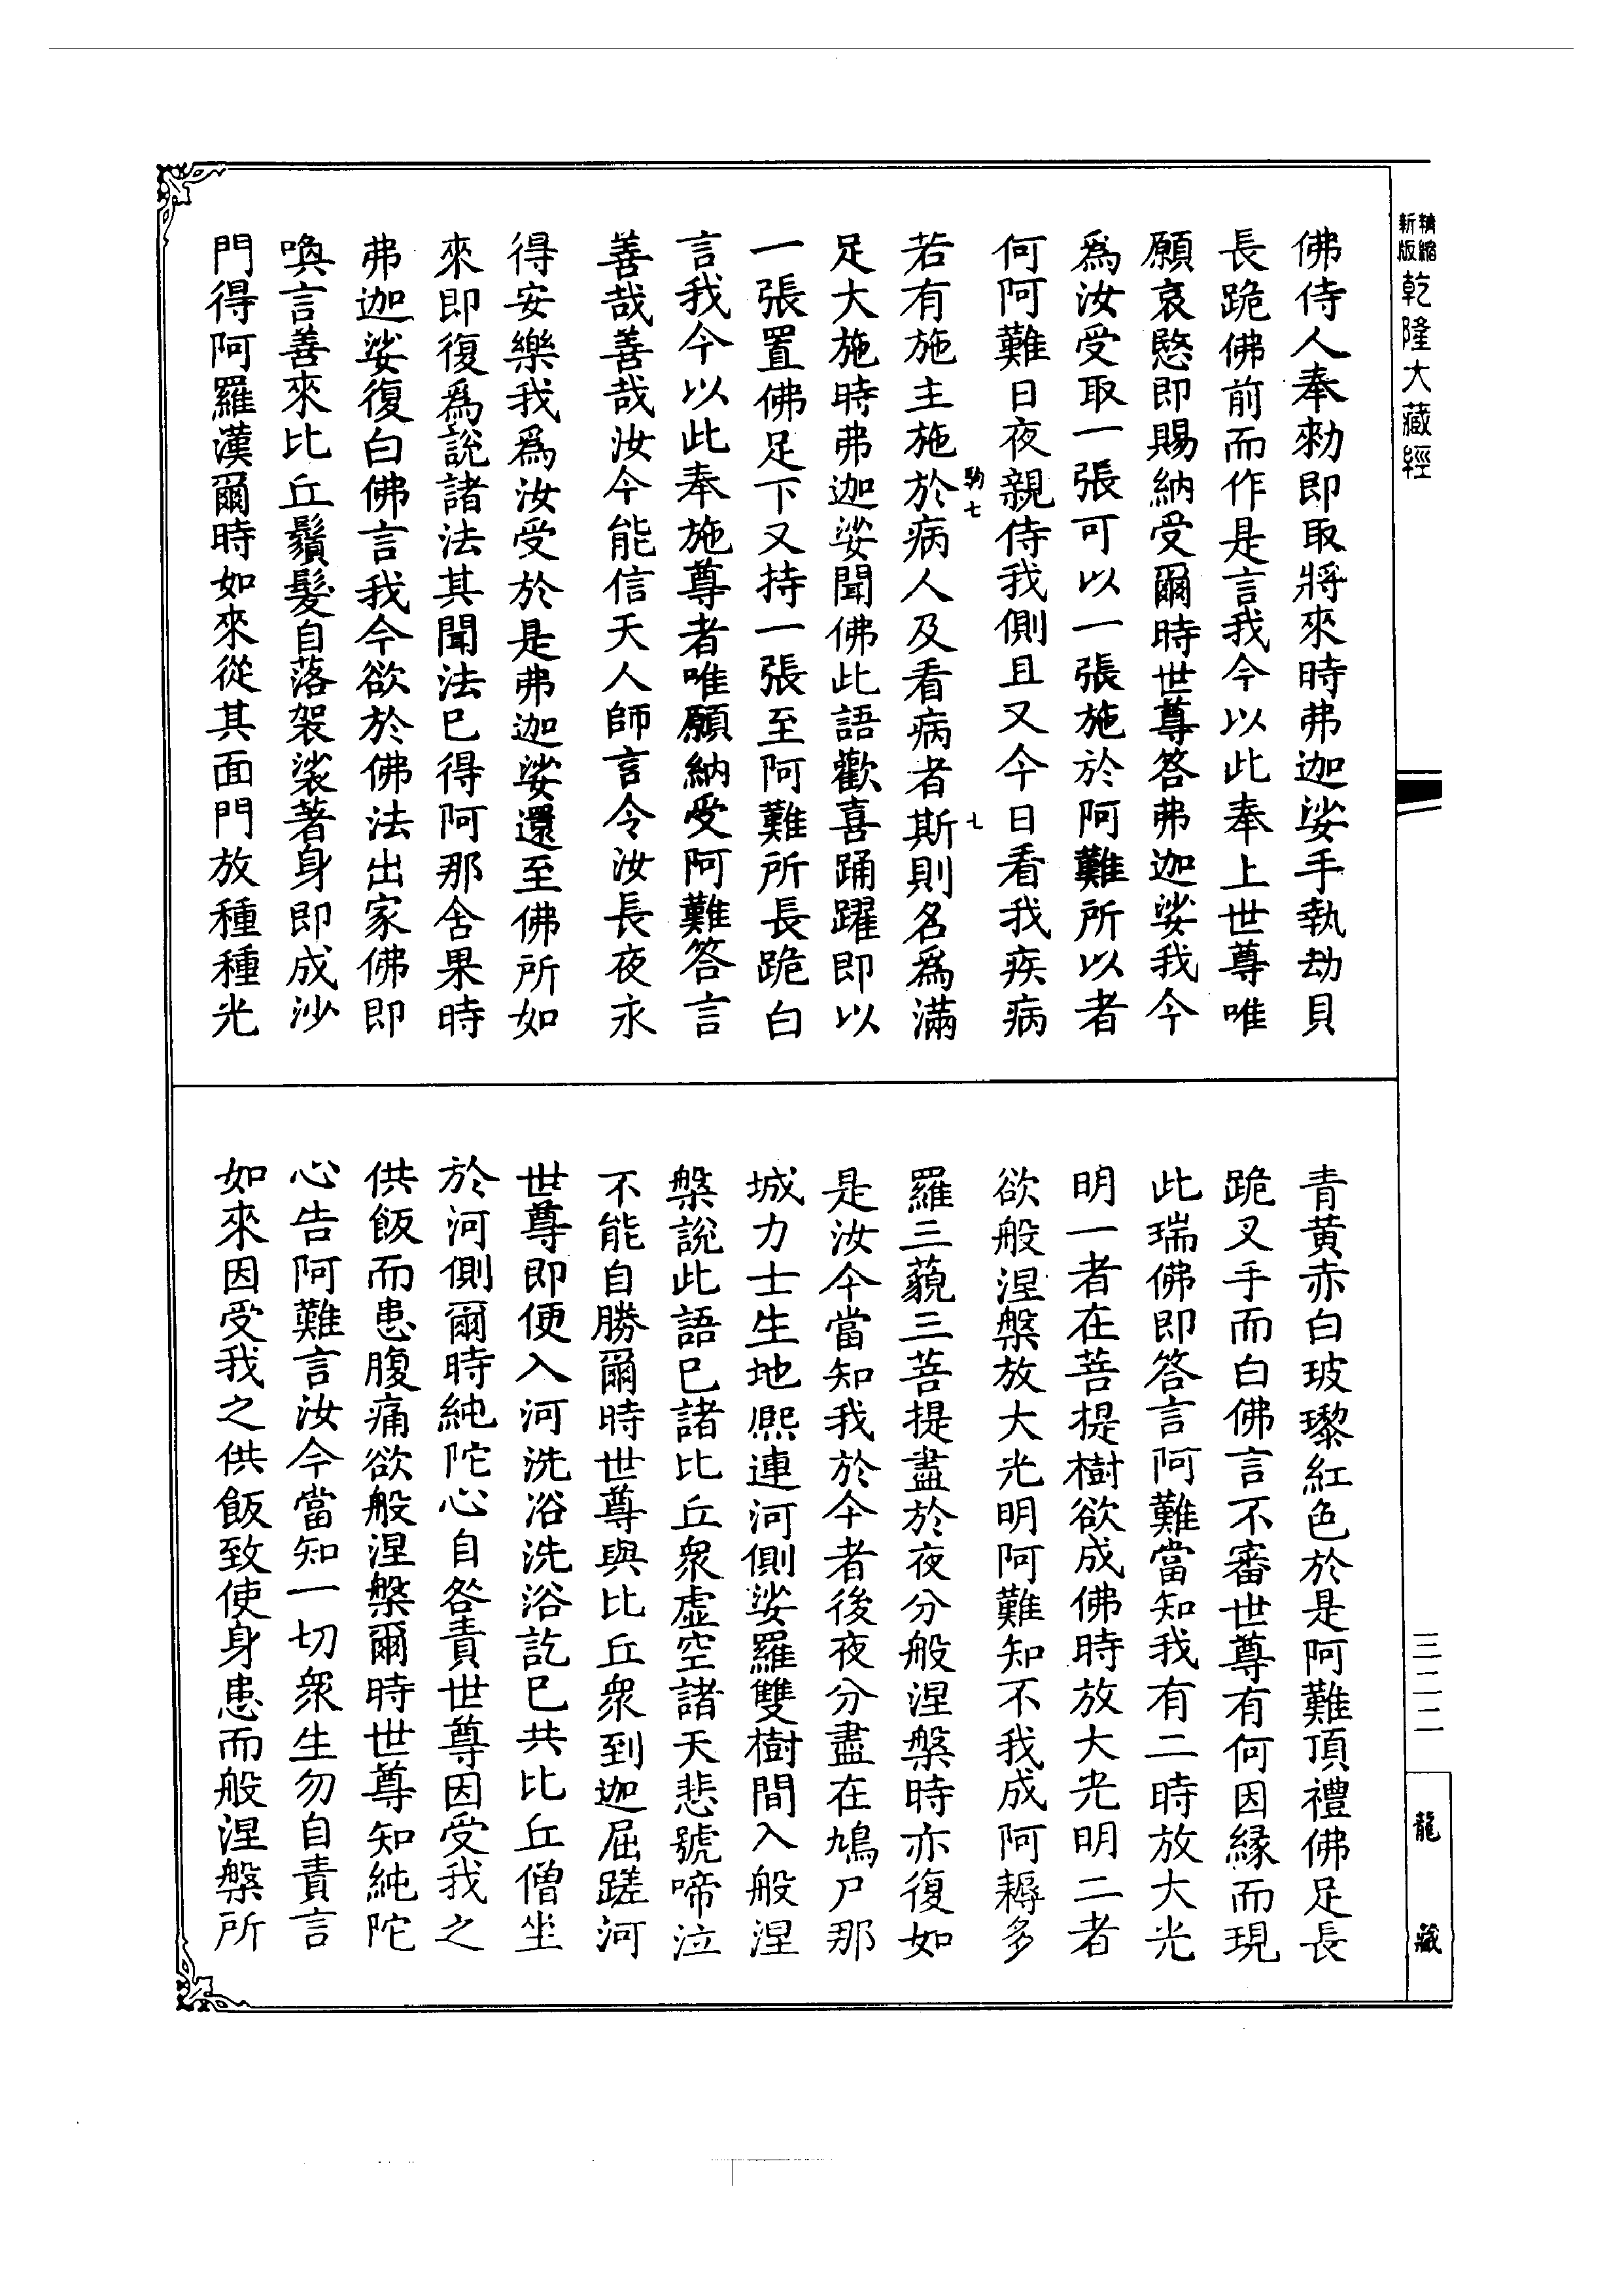 精縮
新版
乾隆大藏經
三二二
龍藏
佛侍人奉勑即取將來時弗迦娑手執劫貝
長跪佛前而作是言我今以此奉上世尊唯
願哀愍即賜納受爾時世尊答弗迦娑我今
爲汝受取一張可以一張施於阿難所以者
何阿難日夜親侍我側且又今日看我疾病
駒七
七
若有施主施於病人及看病者斯則名爲滿
足大施時弗迦娑聞佛此語歡喜踊躍即以
一張置佛足下又持一張至阿難所長跪白
言我今以此奉施尊者唯願納受阿難答言
善哉善哉汝今能信天人師言令汝長夜永
得安樂我爲汝受於是弗迦娑還至佛所如
來即復爲說諸法其聞法已得阿那舍果時
弗迦娑復白佛言我今欲於佛法出家佛即
喚言善來比丘鬚髮自落袈裟著身即成沙
門得阿羅漢爾時如來從其面門放種種光
青黄赤白玻瓈紅色於是阿難頂禮佛足長
跪叉手而白佛言不審世尊有何因縁而現
此瑞佛即答言阿難當知我有二時放大光
明一者在菩提樹欲成佛時放大光明二者
欲般涅槃放大光明阿難知不我成阿耨多
羅三藐三菩提盡於夜分般涅槃時亦復如
是汝今當知我於今者後夜分盡在鳩尸那
城力士生地熙連河側娑羅雙樹間入般涅
槃說此語已諸比丘衆虛空諸天悲號啼泣
不能自勝爾時世尊與比丘衆到迦屈蹉河
世尊即便入河洗浴洗浴訖已共比丘僧坐
於河側爾時純陀心自咎責世尊因受我之
供飯而患腹痛欲般涅槃爾時世尊知純陀
心告阿難言汝今當知一切衆生勿自責言
如來因受我之供飯致使身患而般涅槃所